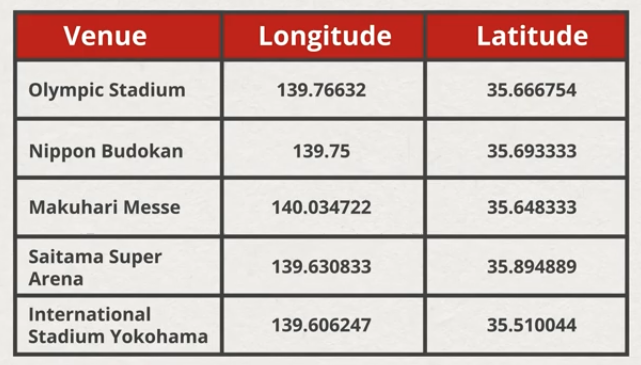 Venue Longitude Latitude
Olympic Stadium 139.76632 35.666754
Nippon Budokan 139.75 35.693333
Makuhari Messe 140.034722 35.648333
Saitama Super
Arena 139.630833 35.894889
International
Stadium Yokohama 139.606247 35.510044